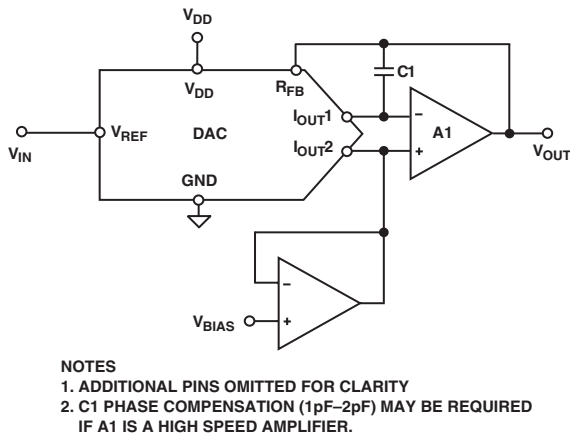 VDD
VDD
RFB
C1
IOUT1
VIN
VREF
DAC
A1
IOUT2
VOUT
GND
VBIAS
NOTES
1. ADDITIONAL PINS OMITTED FOR CLARITY
2. C1 PHASE COMPENSATION (1pF–2pF) MAY BE REQUIRED
IF A1 IS A HIGH SPEED AMPLIFIER.